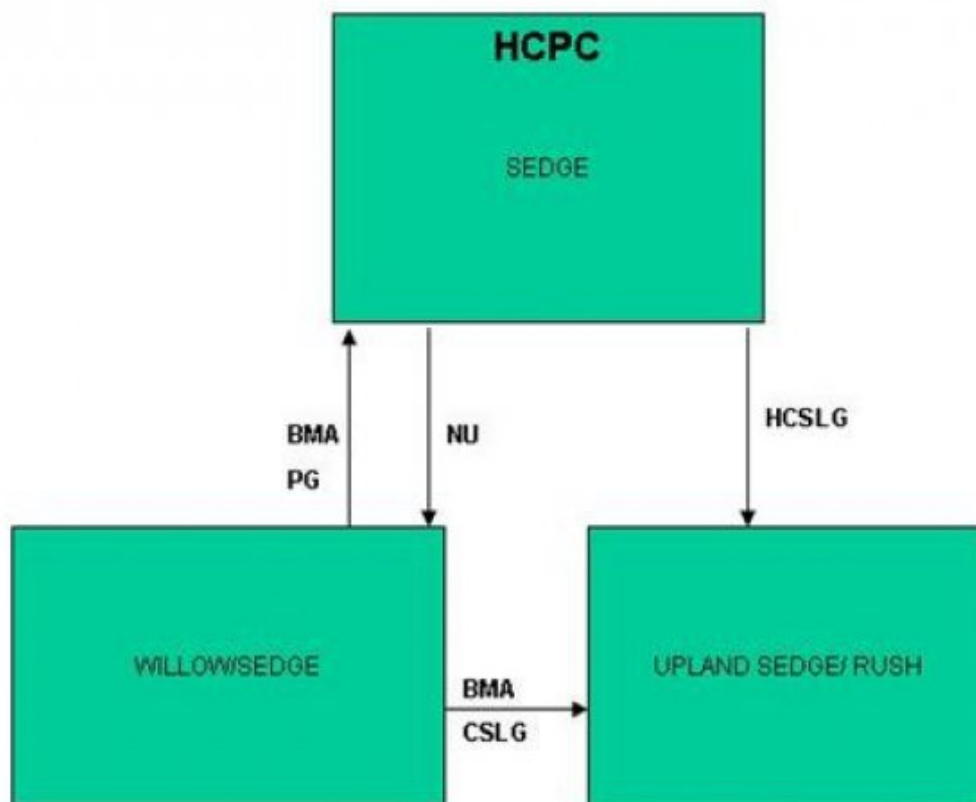 HCPC
SEDGE
BMA
PG
NU
HCSLG
WILLOW/SEDGE
BMA
CSLG
UPLAND SEDGE/ RUSH